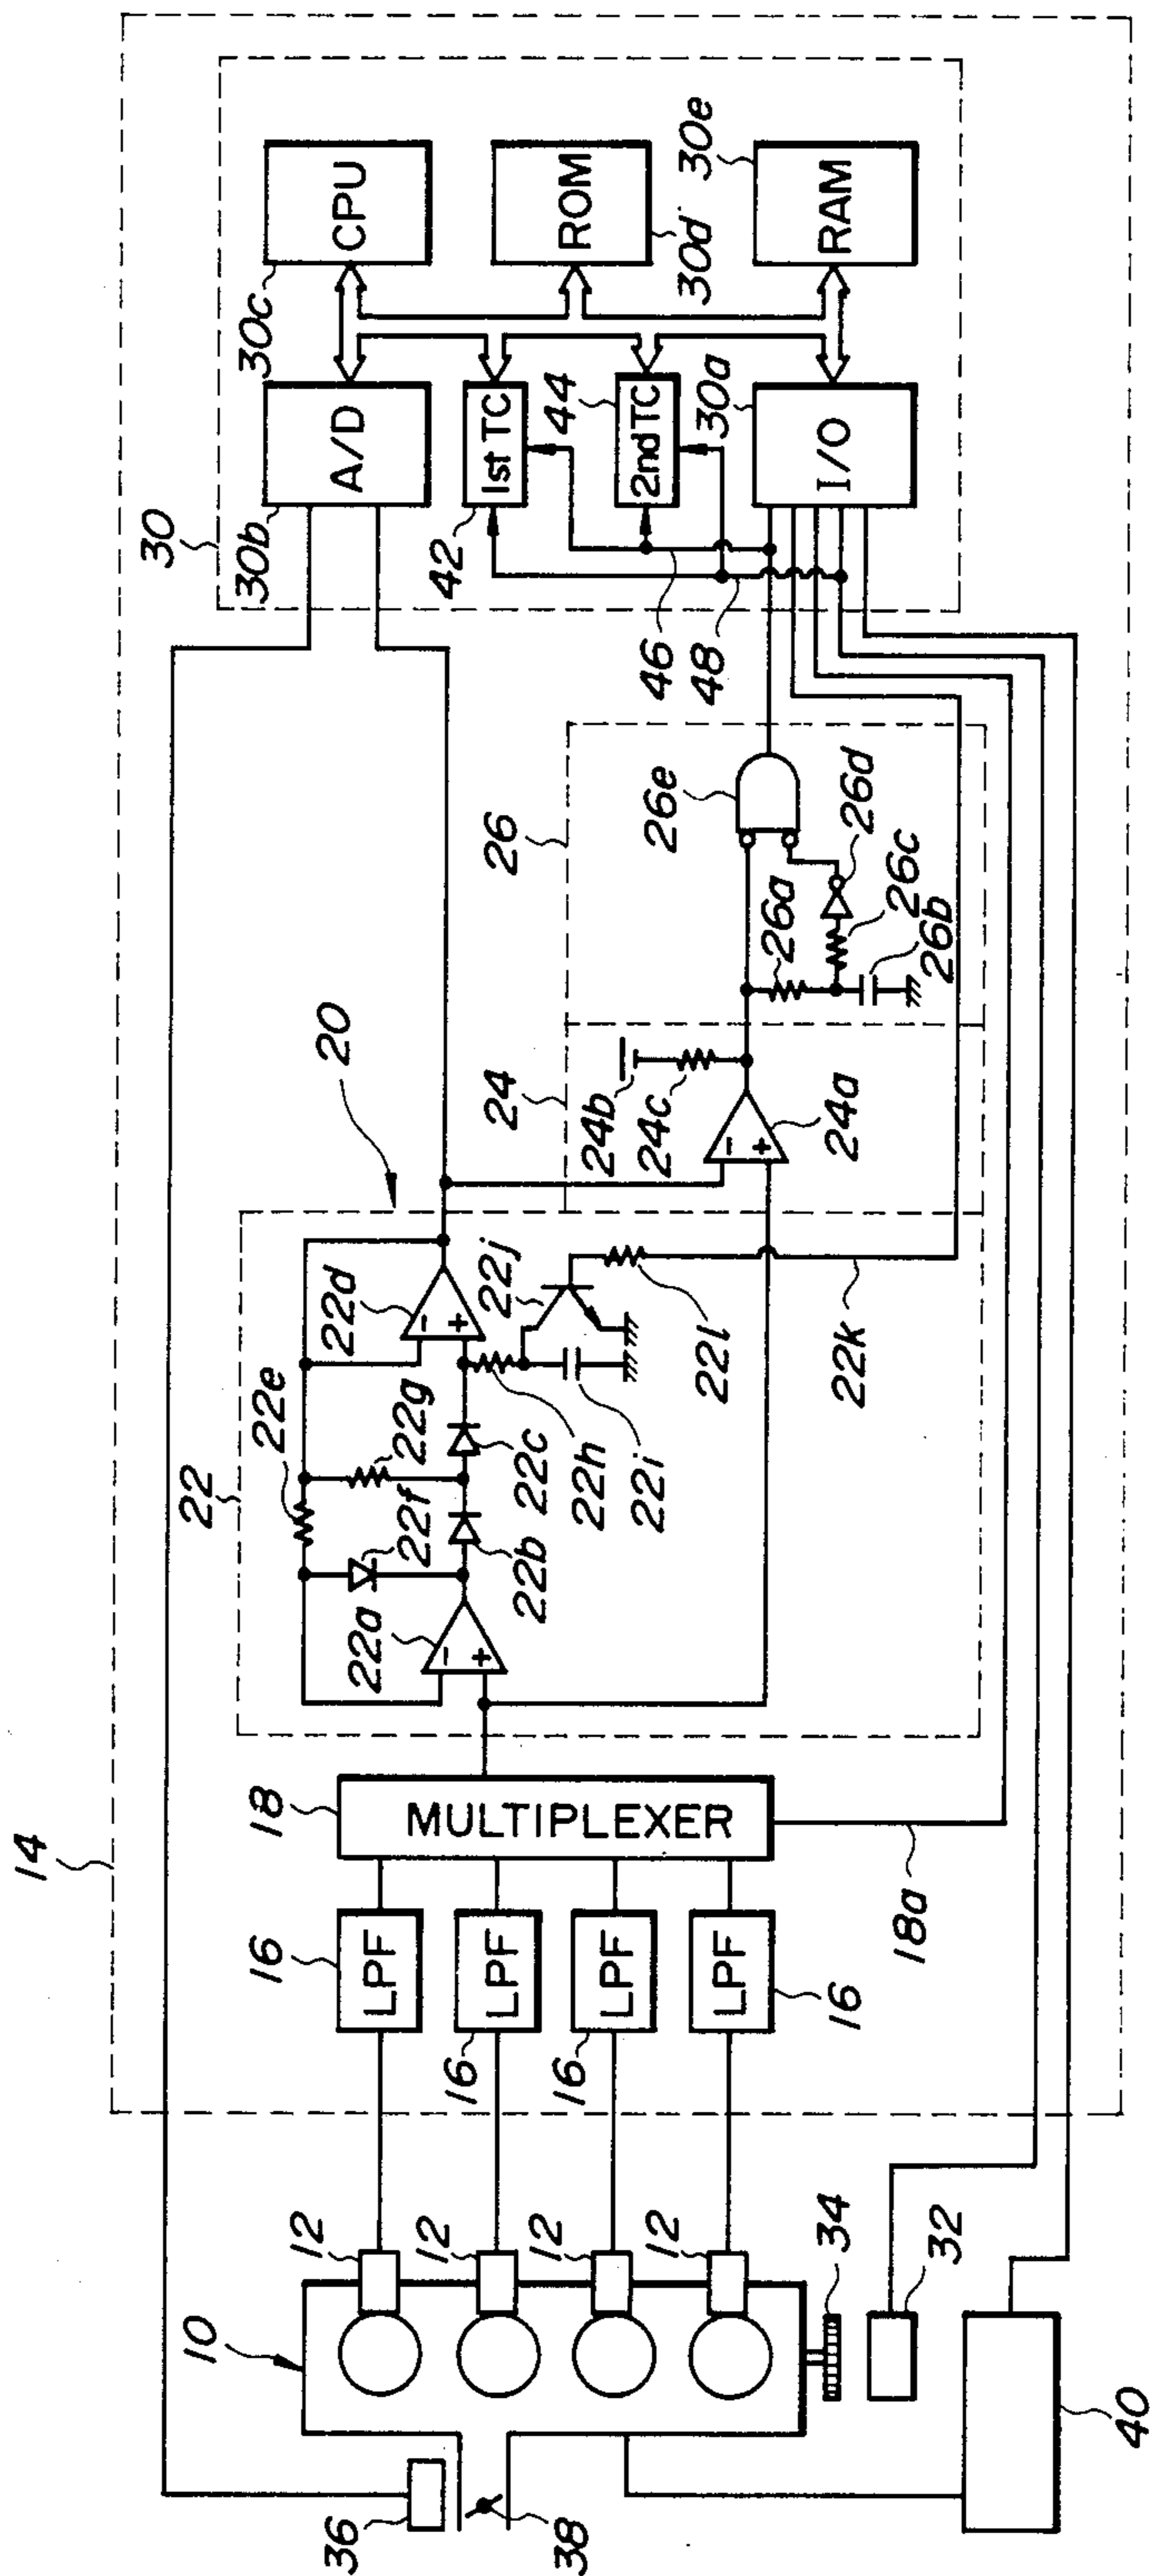 14
30
30b
A/D
30c
CPU
42
1st TC
ROM
30d
44
2nd TC
30a
I/O
30e
RAM
46
48
20
22
22e
22d
-
+
22g
22f
22a
-
+
22b
22c
22h
22i
22j
22l
22k
24
24b
24c
24a
-
+
26
26e
26a
26d
26c
26b
18
MULTIPLEXER
18a
16
LPF
LPF
16
LPF
16
LPF
16
10
12
12
12
12
34
32
36
38
40